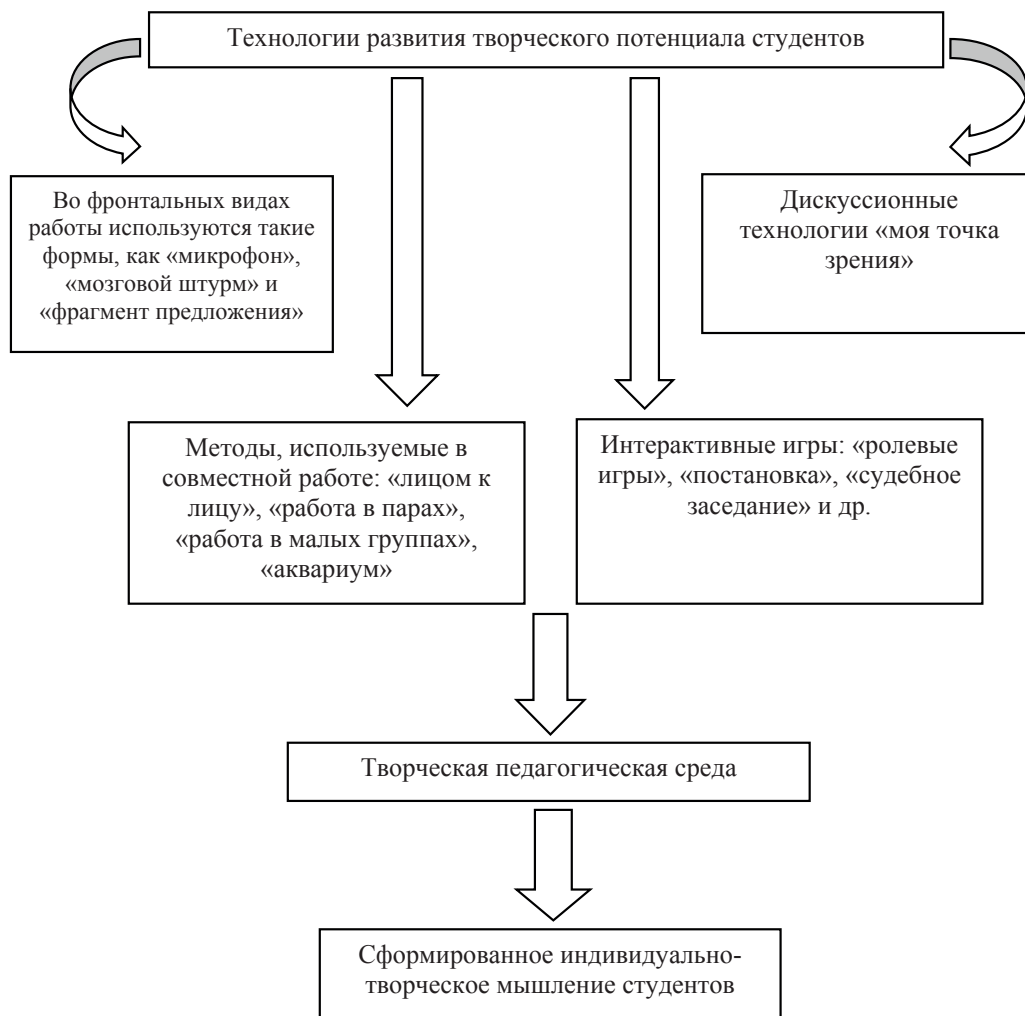 Технологии развития творческого потенциала студентов
Во фронтальных видах
работы используются такие
формы, как «микрофон»,
«мозговой штурм» и
«фрагмент предложения»
Дискуссионные
технологии «моя точка
зрения»
Методы, используемые в
совместной работе: «лицом к
лицу», «работа в парах»,
«работа в малых группах»,
«аквариум»
Интерактивные игры: «ролевые
игры», «постановка», «судебное
заседание» и др.
Творческая педагогическая среда
Сформированное индивидуально-
творческое мышление студентов